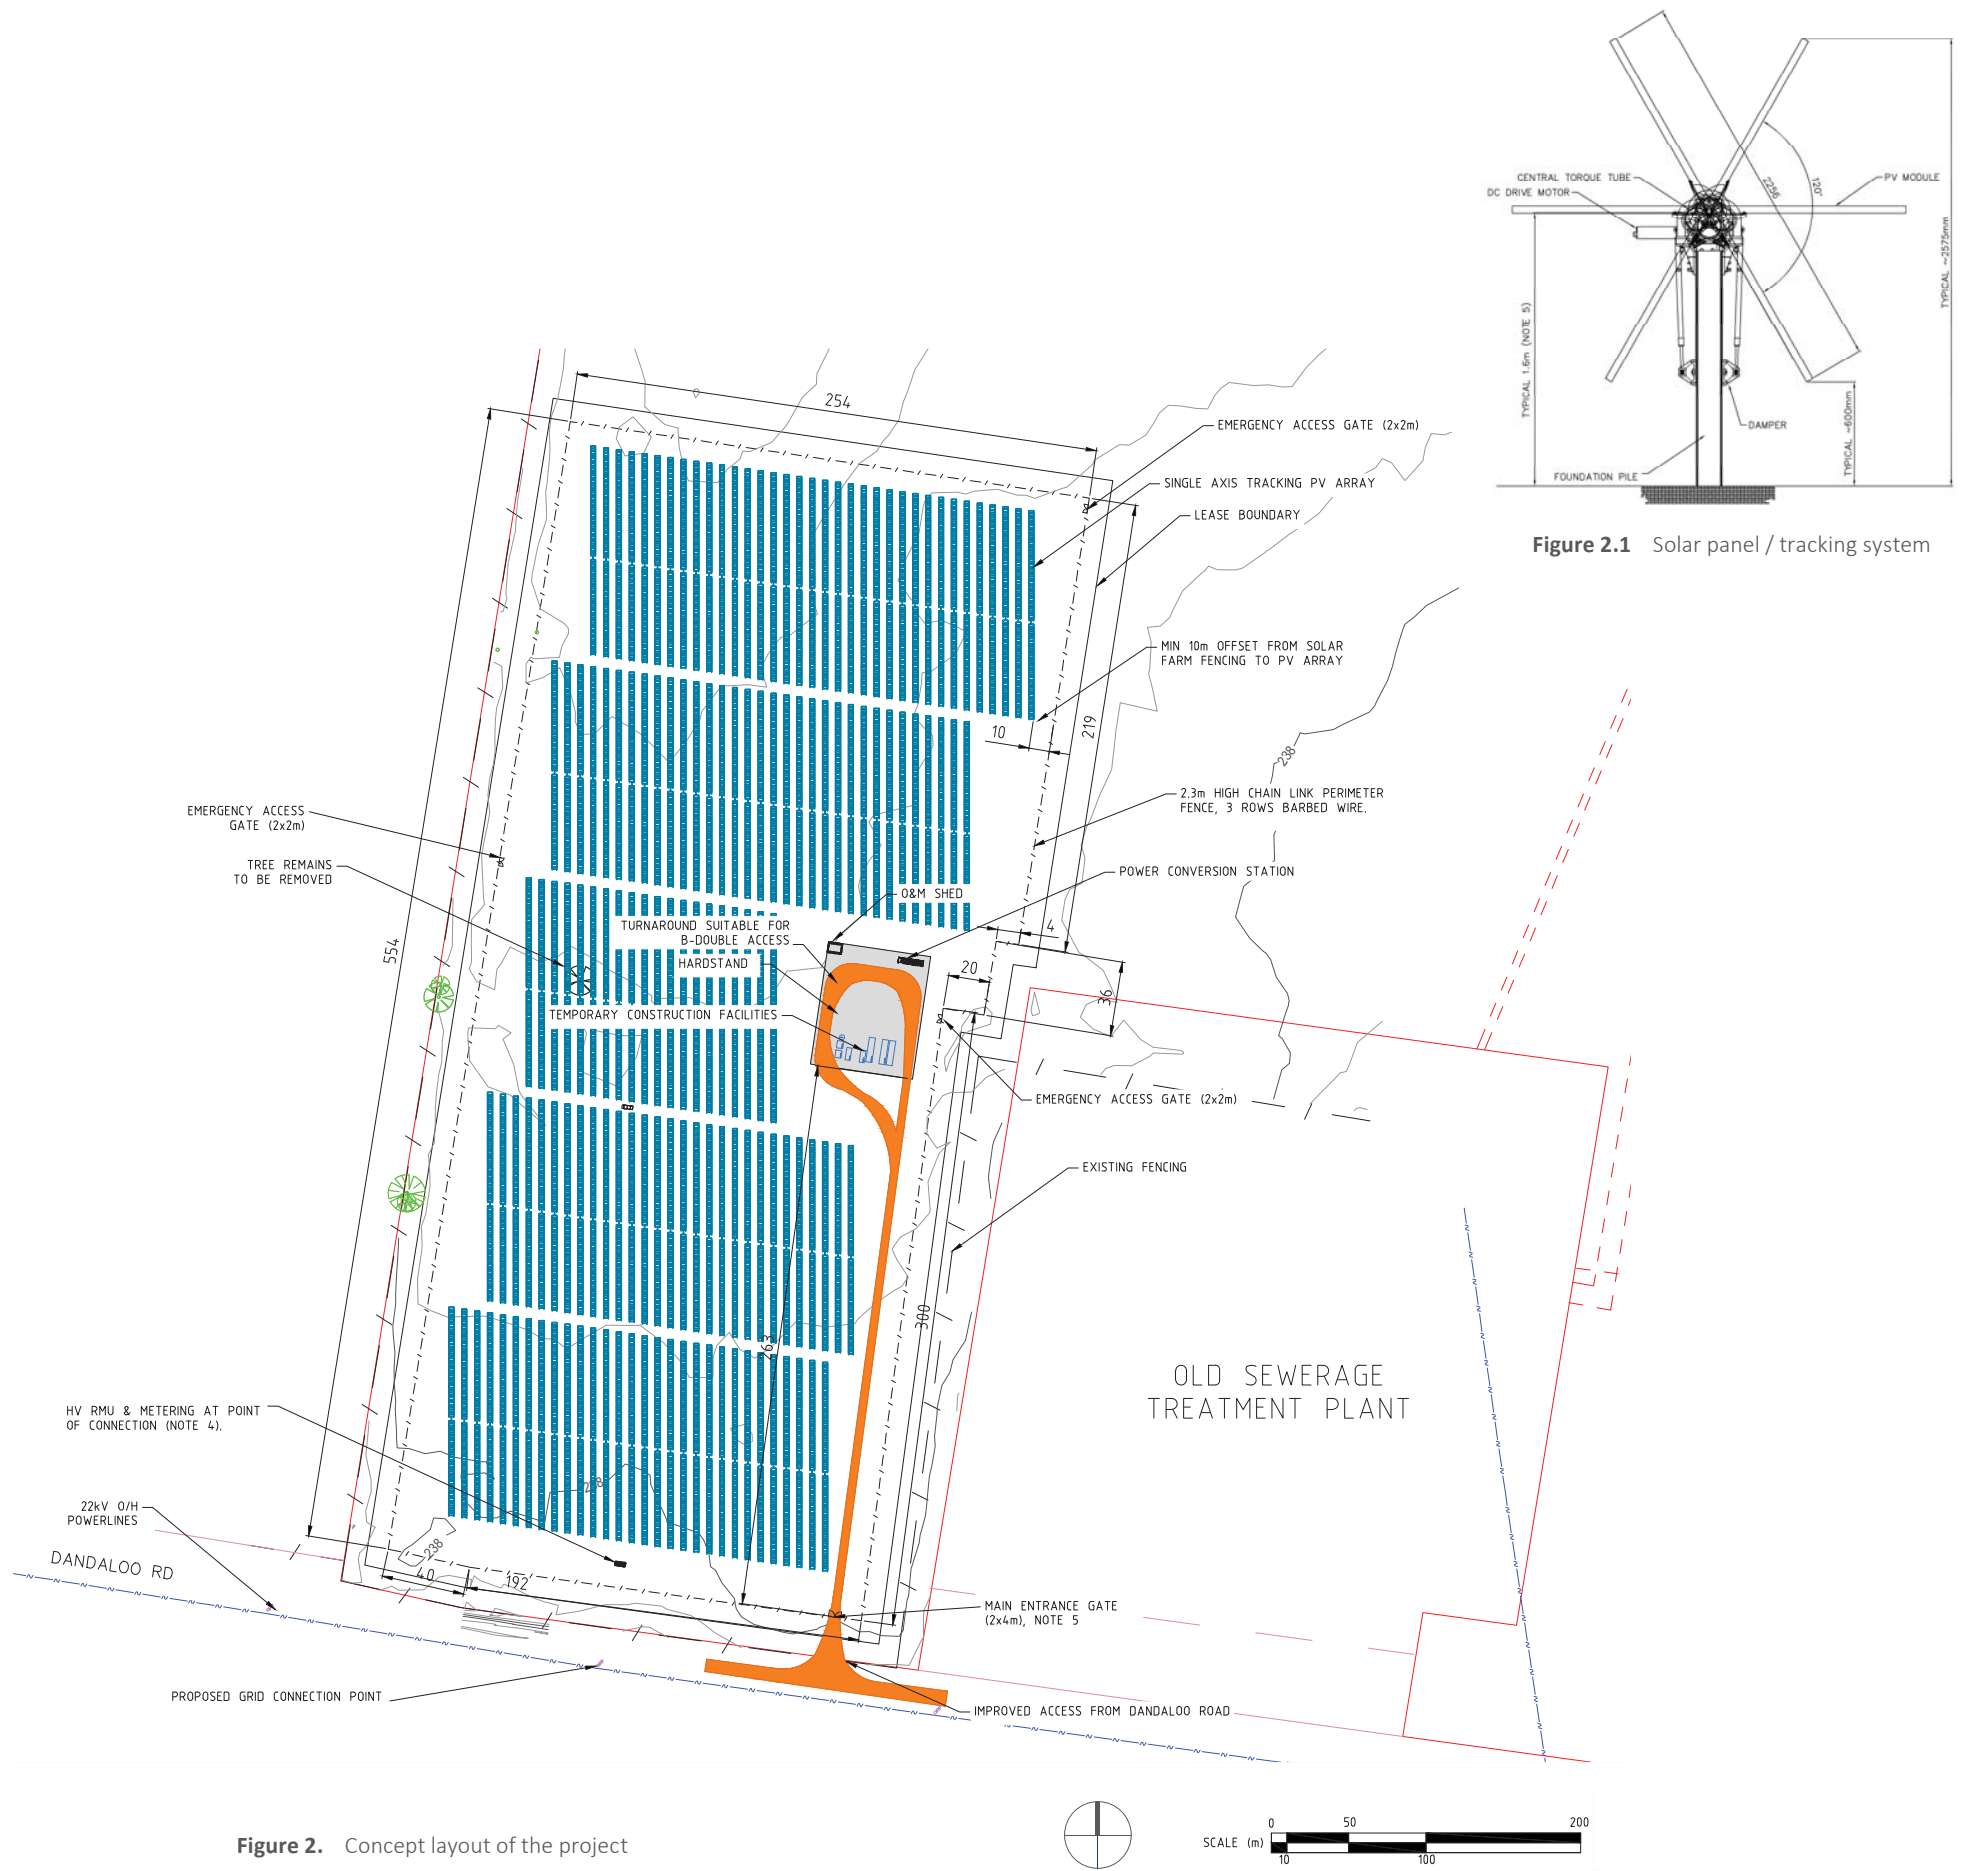 CENTRAL TORQUE TUBE
DC DRIVE MOTOR
PV MODULE
2256
120°
TYPICAL ~2575mm
TYPICAL 1.6m (NOTE 5)
TYPICAL ~600mm
DAMPER
FOUNDATION PILE
Figure 2.1 Solar panel / tracking system
254
EMERGENCY ACCESS GATE (2x2m)
SINGLE AXIS TRACKING PV ARRAY
LEASE BOUNDARY
MIN 10m OFFSET FROM SOLAR
FARM FENCING TO PV ARRAY
10
219
238
2.3m HIGH CHAIN LINK PERIMETER
FENCE, 3 ROWS BARBED WIRE.
EMERGENCY ACCESS
GATE (2x2m)
TREE REMAINS
TO BE REMOVED
POWER CONVERSION STATION
O&M SHED
TURNAROUND SUITABLE FOR
B-DOUBLE ACCESS
4
554
HARDSTAND
20
36
TEMPORARY CONSTRUCTION FACILITIES
EMERGENCY ACCESS GATE (2x2m)
EXISTING FENCING
300
263
OLD SEWERAGE
TREATMENT PLANT
HV RMU & METERING AT POINT
OF CONNECTION (NOTE 4).
238
22kV O/H
POWERLINES
238
DANDALOO RD
40
192
MAIN ENTRANCE GATE
(2x4m), NOTE 5
PROPOSED GRID CONNECTION POINT
IMPROVED ACCESS FROM DANDALOO ROAD
Figure 2. Concept layout of the project
SCALE (m)
0 50 200
10 100